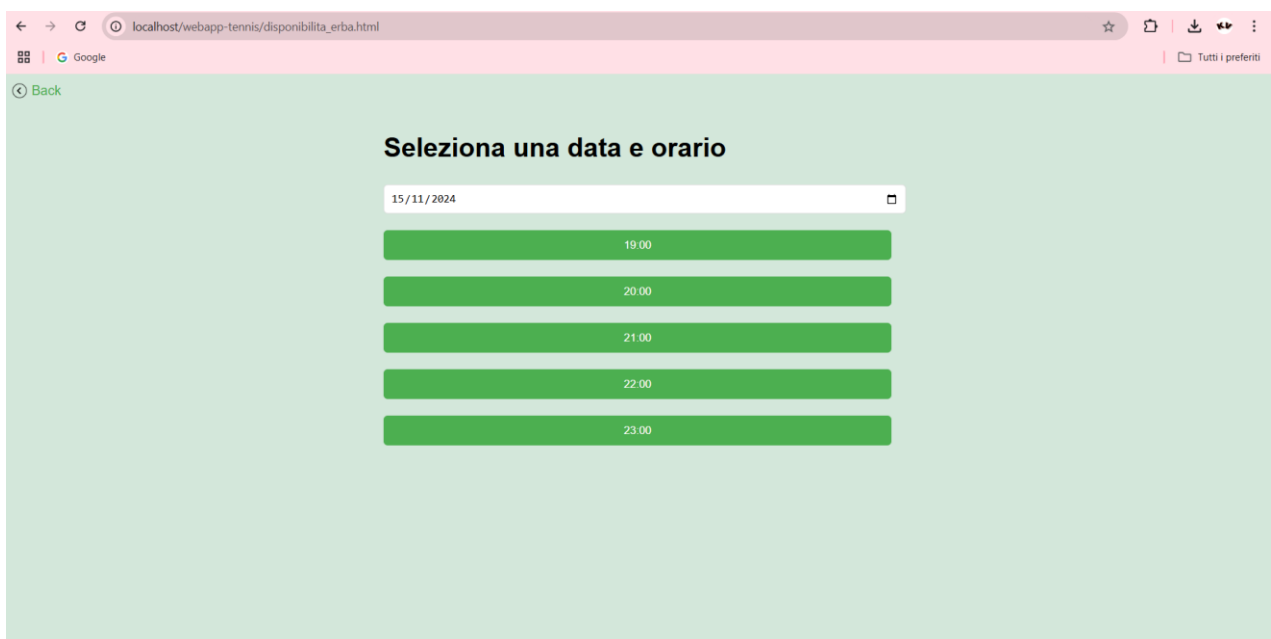 localhost/webapp-tennis/disponibilita_erba.html
Google
Tutti i preferiti
Back
Seleziona una data e orario
15/11/2024
19:00
20:00
21:00
22:00
23:00